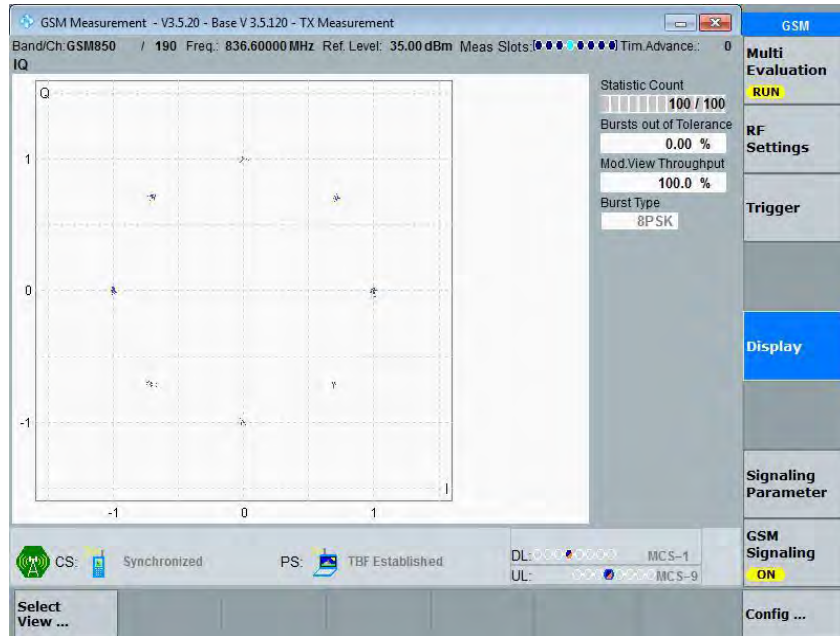 GSM Measurement - V3.5.20 - Base V 3.5.120 - TX Measurement
GSM
Band/Ch:GSM850 / 190 Freq.: 836.60000 MHz Ref. Level: 35.00 dBm Meas Slots: Tim.Advance.: 0
IQ
Multi Evaluation
RUN
Q
Statistic Count
100 / 100
Bursts out of Tolerance
0.00 %
Mod.View Throughput
100.0 %
Burst Type
8PSK
RF Settings
Trigger
Display
1
0
-1
I
-1 0 1
Signaling Parameter
GSM Signaling
ON
CS: Synchronized PS: TBF Established DL: MCS-1
UL: MCS-9
Select View ...
Config ...